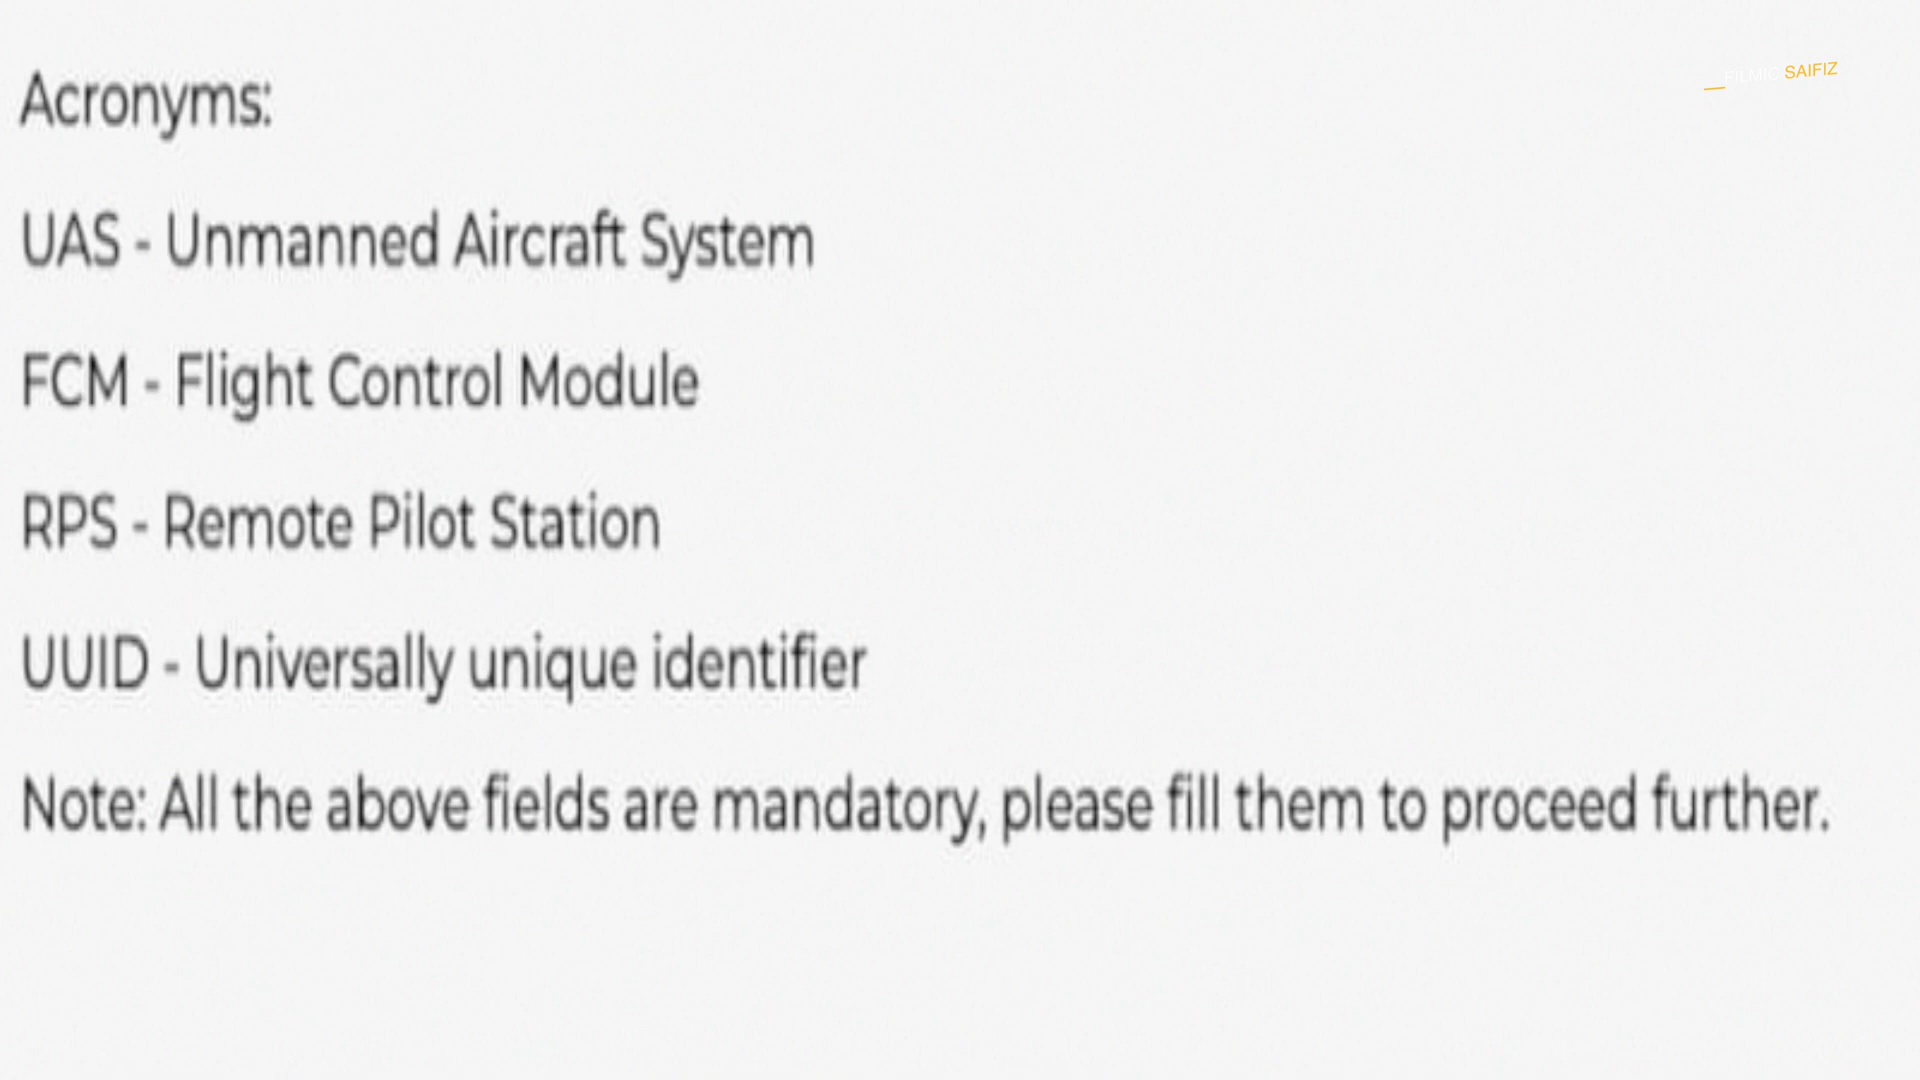 __FILMIC SAIFIZ
Acronyms:
UAS - Unmanned Aircraft System
FCM - Flight Control Module
RPS - Remote Pilot Station
UUID - Universally unique identifier
Note: All the above fields are mandatory, please fill them to proceed further.